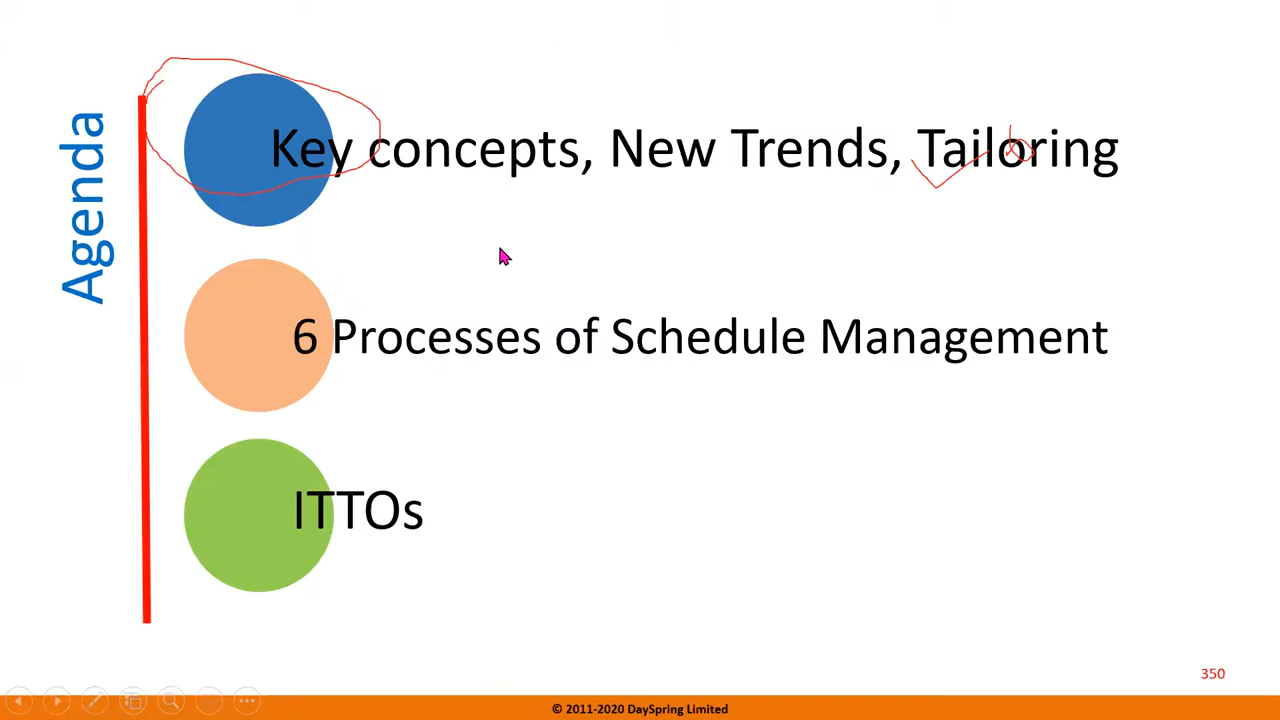 Agenda
Key concepts, New Trends, Tailoring
6 Processes of Schedule Management
ITTOs
350
© 2011-2020 DaySpring Limited